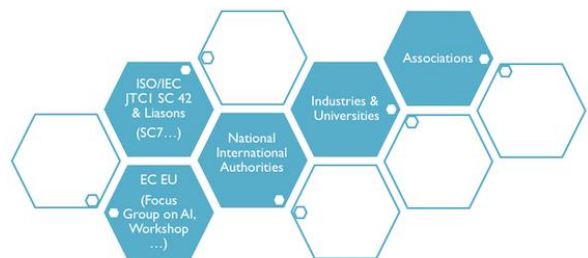 ISO/IEC
JTC1 SC 42
& Liasons
(SC7...)
EC EU
(Focus
Group on AI,
Workshop
...)
National
International
Authorities
Industries &
Universities
Associations